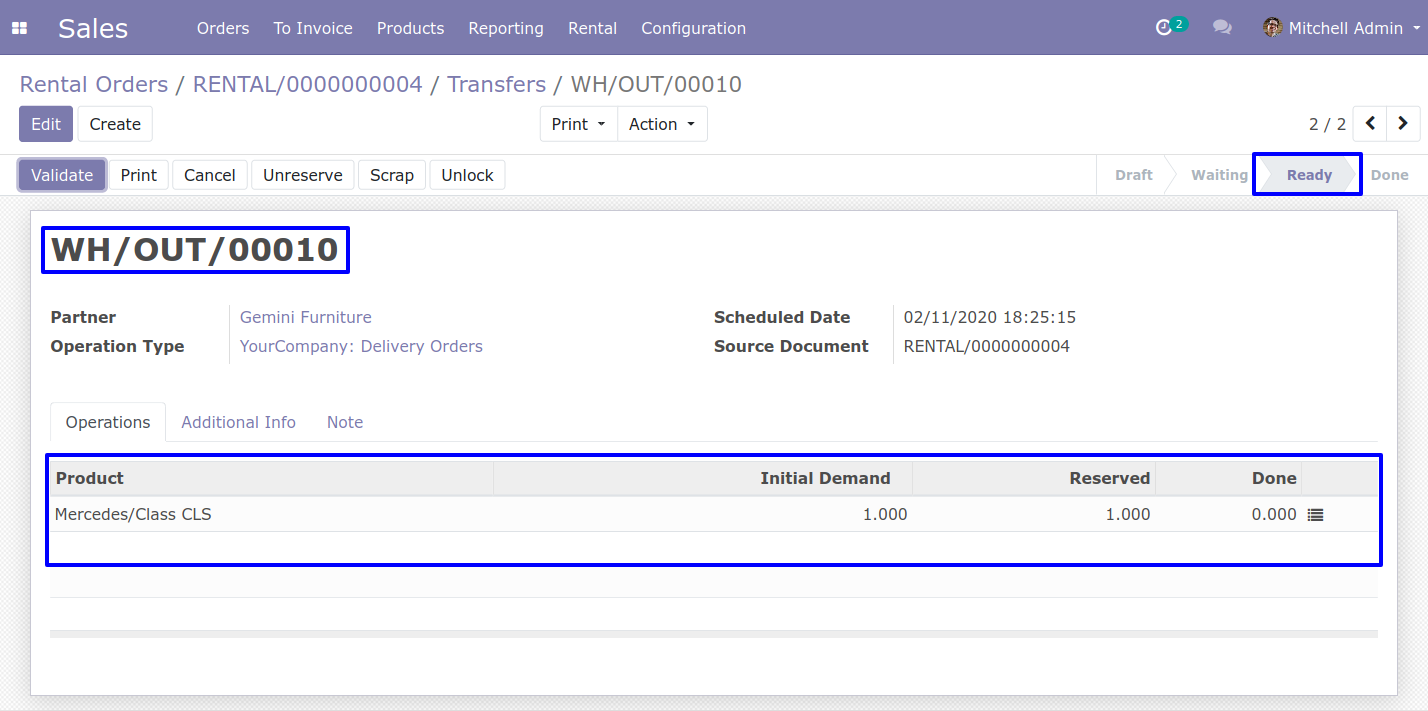 Sales Orders To Invoice Products Reporting Rental Configuration 2 Mitchell Admin
Rental Orders / RENTAL/0000000004 / Transfers / WH/OUT/00010
Edit Create Print Action 2 / 2
Validate Print Cancel Unreserve Scrap Unlock Draft Waiting Ready Done
WH/OUT/00010
Partner Gemini Furniture Scheduled Date 02/11/2020 18:25:15
Operation Type YourCompany: Delivery Orders Source Document RENTAL/0000000004
Operations Additional Info Note
Product Initial Demand Reserved Done
Mercedes/Class CLS 1.000 1.000 0.000